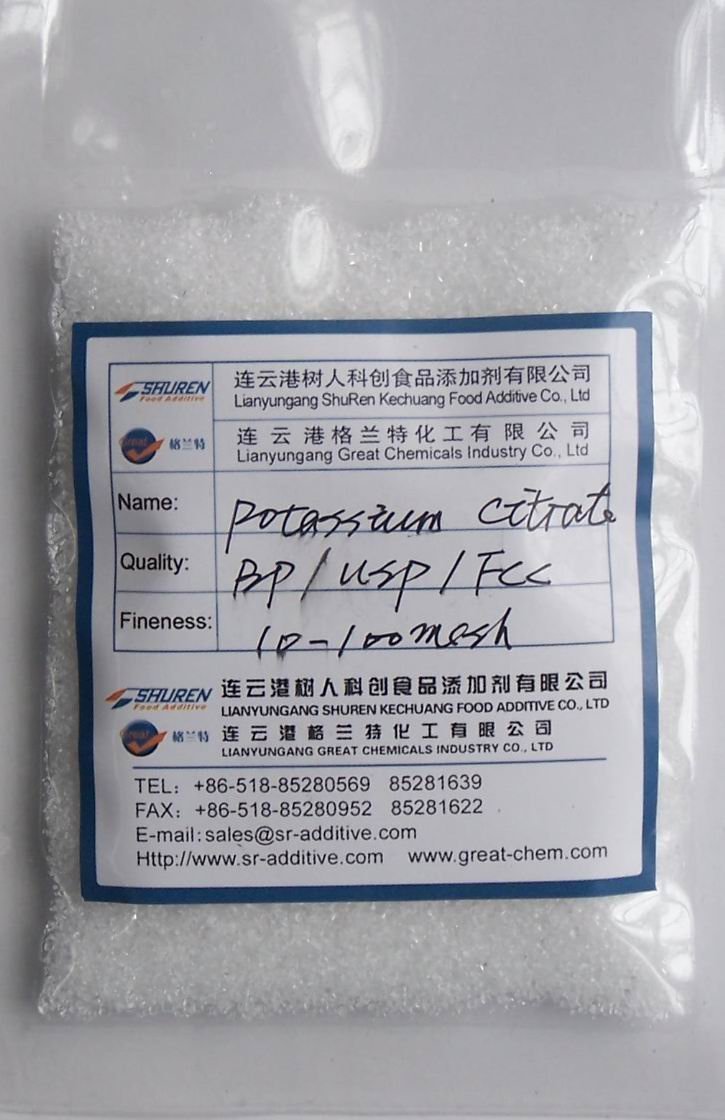 SHUREN
Food Additive
连云港树人科创食品添加剂有限公司
Lianyungang ShuRen Kechuang Food Additive Co., Ltd
Great 格兰特
连云港格兰特化工有限公司
Lianyungang Great Chemicals Industry Co., Ltd
Name: potassium citrate
Quality: BP/USP/FCC
Fineness: 10-100mesh
SHUREN
Food Additive
连云港树人科创食品添加剂有限公司
LIANYUNGANG SHUREN KECHUANG FOOD ADDITIVE CO., LTD
Great 格兰特
连云港格兰特化工有限公司
LIANYUNGANG GREAT CHEMICALS INDUSTRY CO., LTD
TEL: +86-518-85280569 85281639
FAX: +86-518-85280952 85281622
E-mail:sales@sr-additive.com
Http://www.sr-additive.com www.great-chem.com